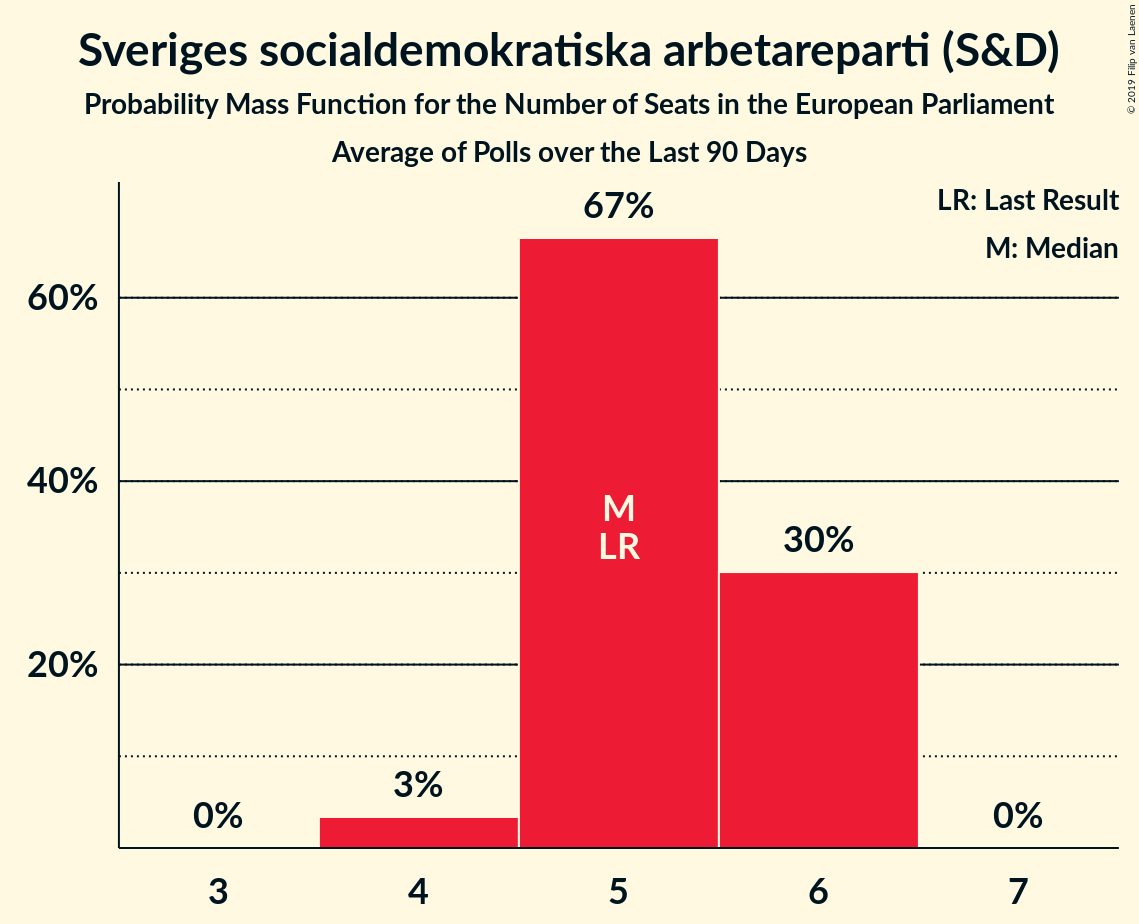 Sveriges socialdemokratiska arbetareparti (S&D)
Probability Mass Function for the Number of Seats in the European Parliament
Average of Polls over the Last 90 Days
© 2019 Filip van Laenen
LR: Last Result
M: Median
67%
60%
40%
M
LR
30%
20%
3%
0%
0%
3 4 5 6 7